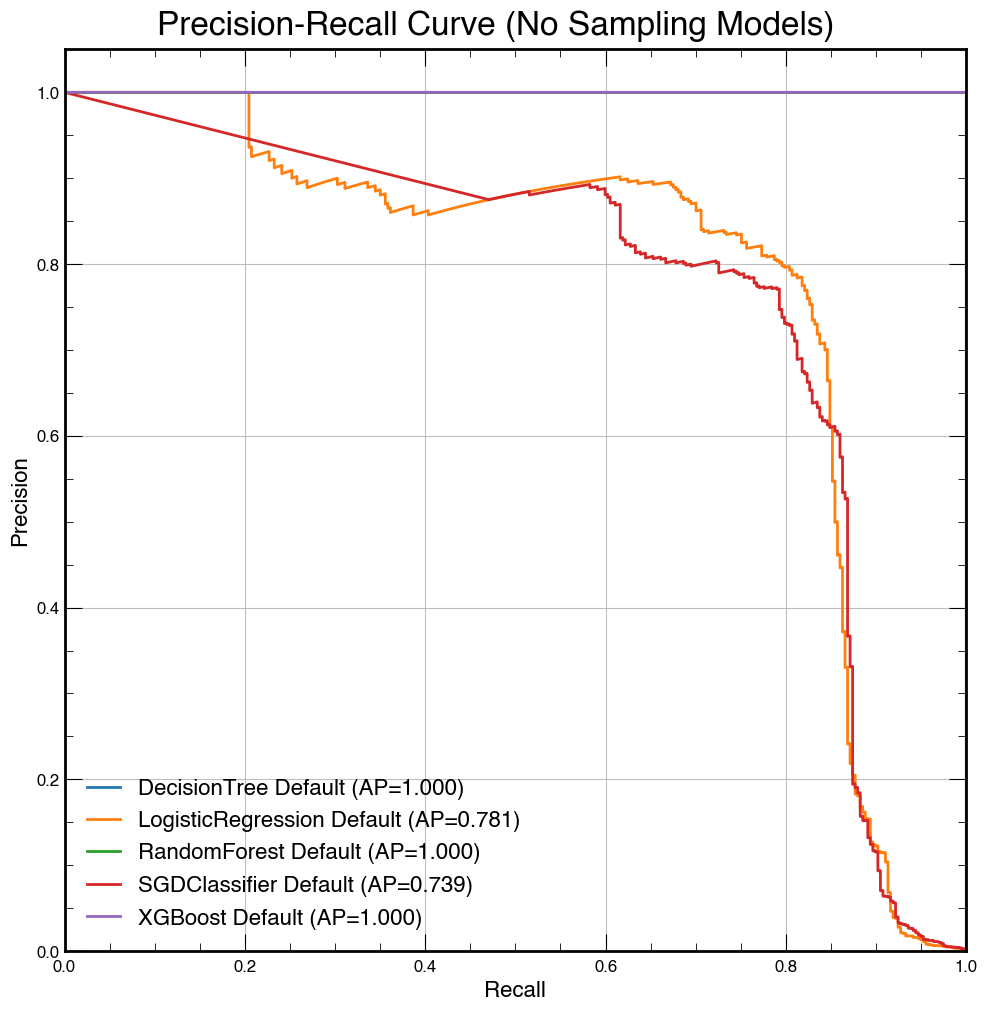 Precision-Recall Curve (No Sampling Models)
1.0
0.8
0.6
0.4
0.2
0.0
Precision
DecisionTree Default (AP=1.000)
LogisticRegression Default (AP=0.781)
RandomForest Default (AP=1.000)
SGDClassifier Default (AP=0.739)
XGBoost Default (AP=1.000)
0.0 0.2 0.4 0.6 0.8 1.0
Recall